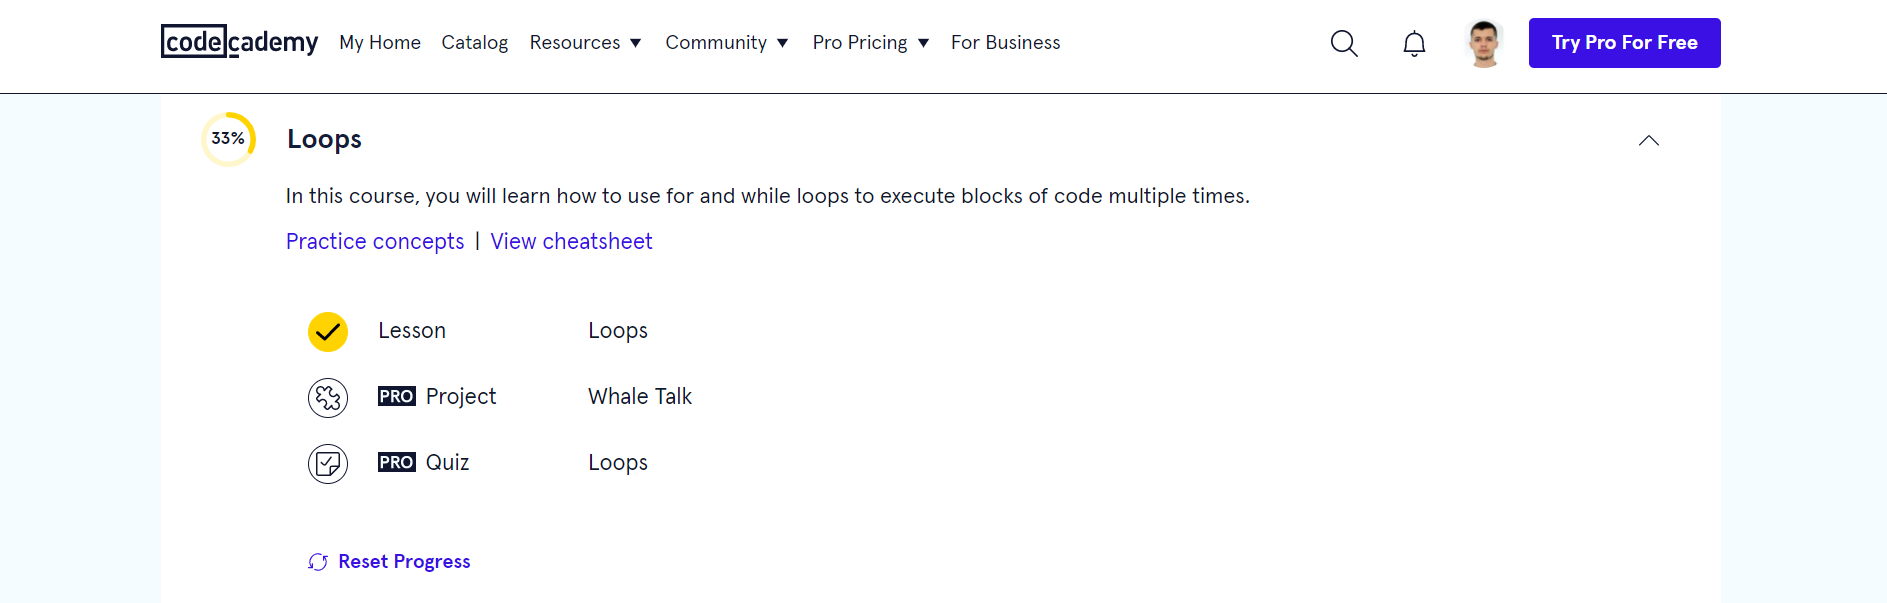 codecademy My Home Catalog Resources Community Pro Pricing For Business Try Pro For Free
33% Loops
In this course, you will learn how to use for and while loops to execute blocks of code multiple times.
Practice concepts | View cheatsheet
Lesson Loops
PRO Project Whale Talk
PRO Quiz Loops
Reset Progress